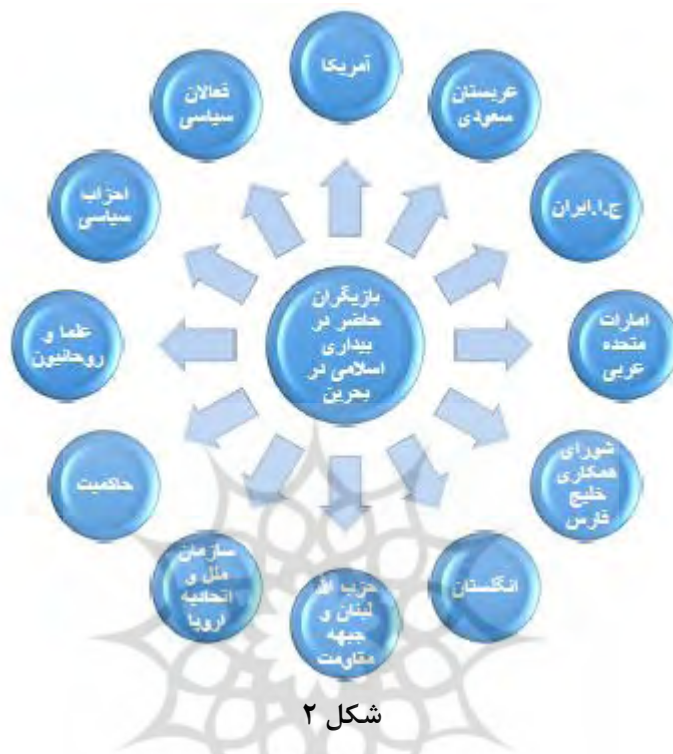 آمریکا
عربستان
سعودی
ج.ا.ایران
امارات
متحده
عربی
شورای
همکاری
خلیج
فارس
انگلستان
حزب الله
لبنان و
جبهه
مقاومت
سازمان
ملل و
اتحادیه
اروپا
حاکمیت
علما و
روحانیون
احزاب
سیاسی
فعالان
سیاسی
بازیگران
حاضر در
بیداری
اسلامی در
بحرین
شکل ۲